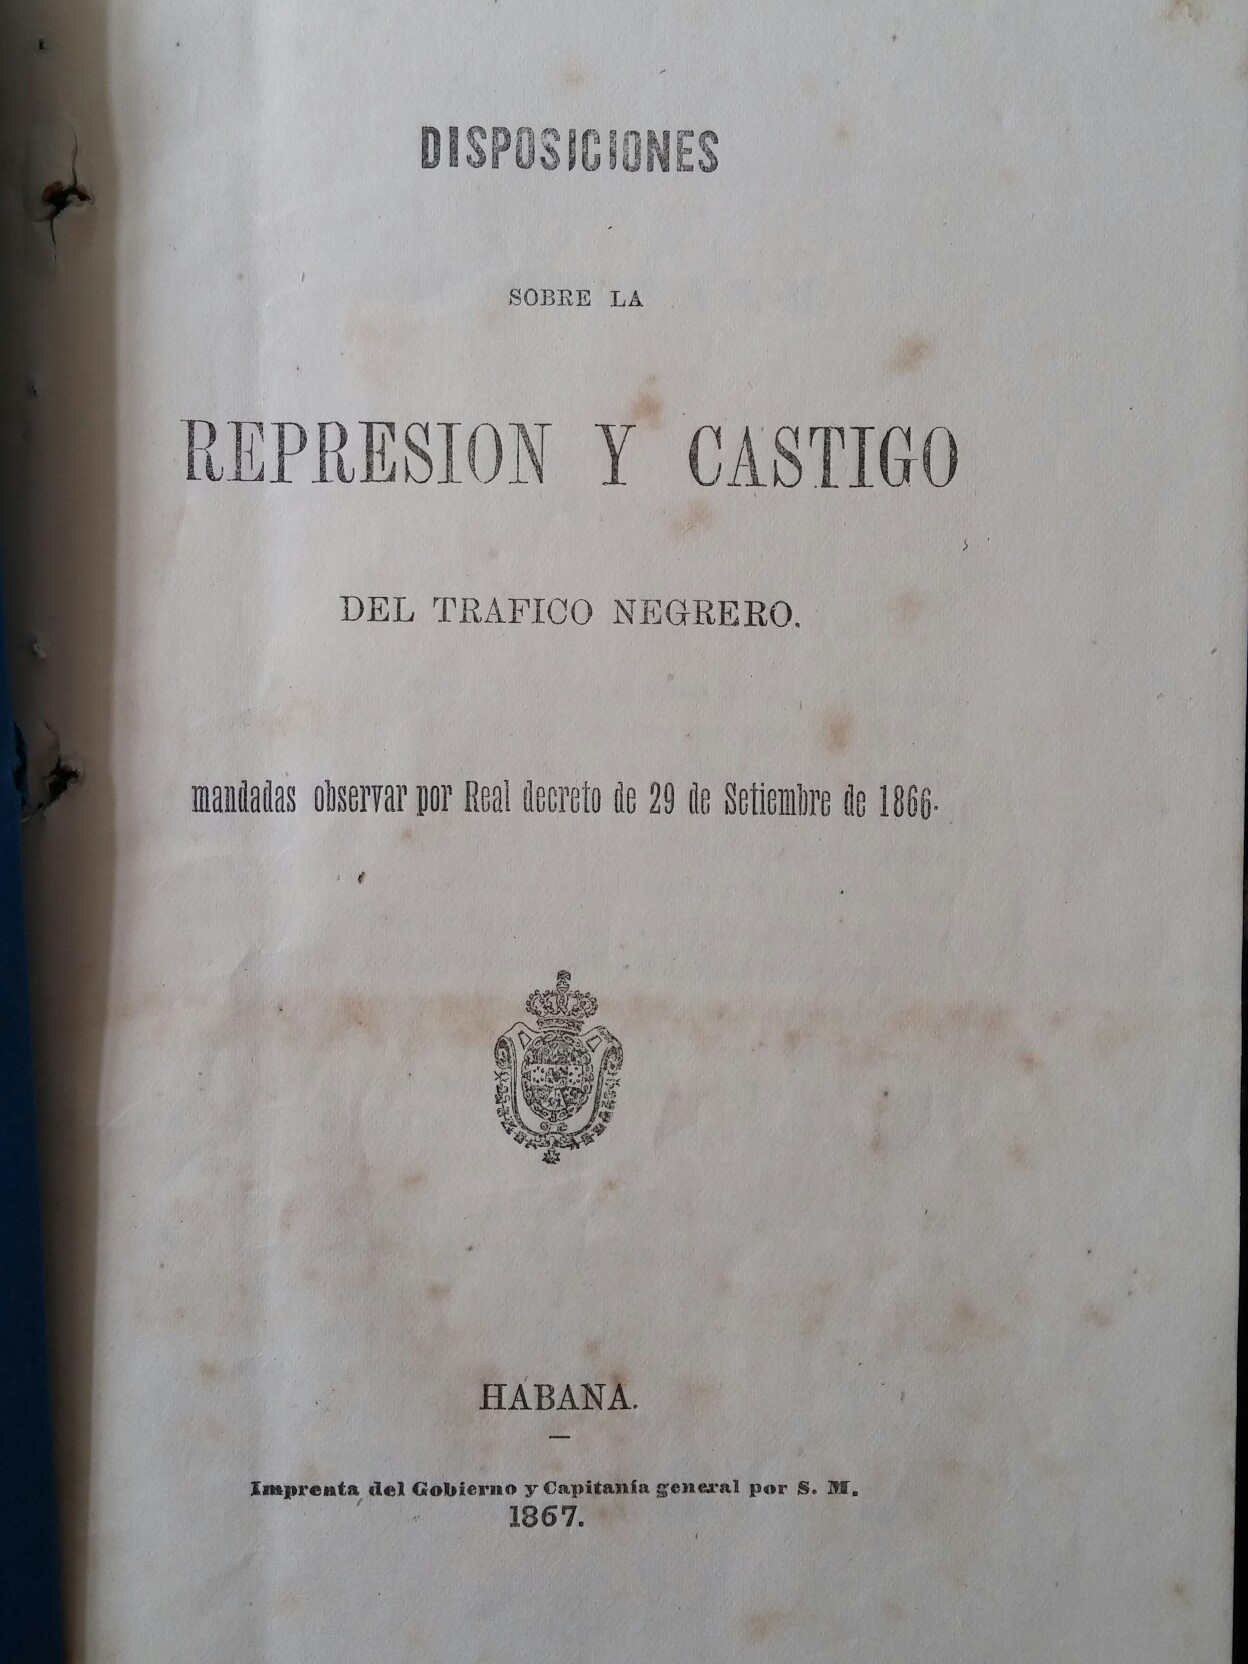 DISPOSICIONES
SOBRE LA
REPRESION Y CASTIGO
DEL TRAFICO NEGRERO.
mandadas observar por Real decreto de 29 de Setiembre de 1866.
HABANA.
Imprenta del Gobierno y Capitanía general por S. M.
1867.